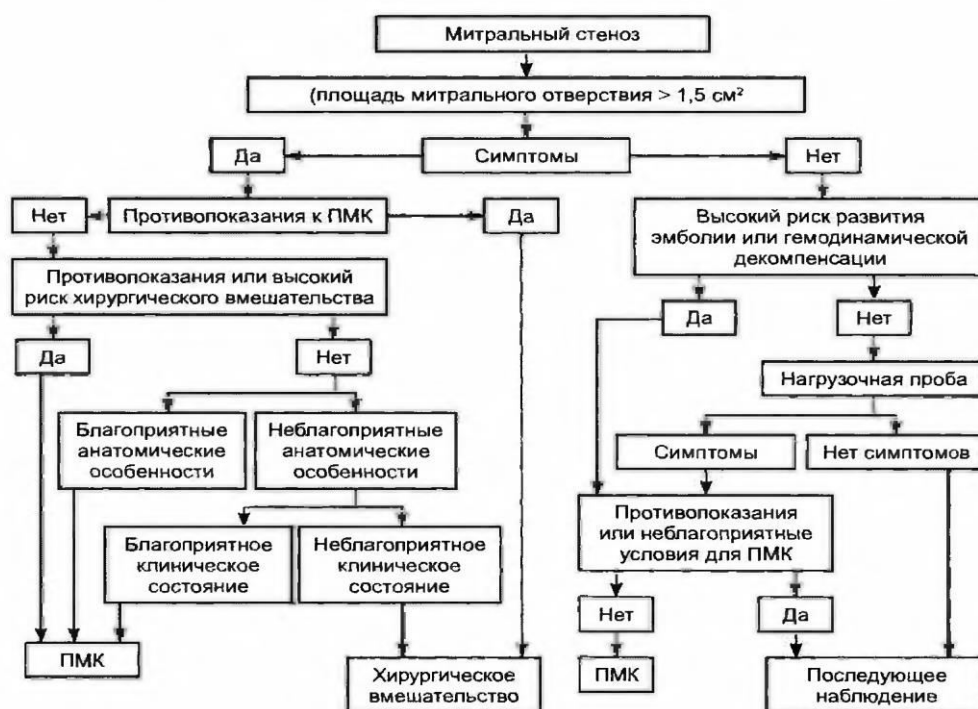 Митральный стеноз
(площадь митрального отверствия > 1,5 см²
Да
Симптомы
Нет
Нет
Противопоказания к ПМК
Да
Высокий риск развития
эмболии или гемодинамической
декомпенсации
Противопоказания или высокий
риск хирургического вмешательства
Да
Нет
Да
Нет
Нагрузочная проба
Благоприятные
анатомические
особенности
Неблагоприятные
анатомические
особенности
Симптомы
Нет симптомов
Противопоказания
или неблагоприятные
условия для ПМК
Благоприятное
клиническое
состояние
Неблагоприятное
клиническое
состояние
Нет
Да
ПМК
Хирургическое
вмешательство
ПМК
Последующее
наблюдение